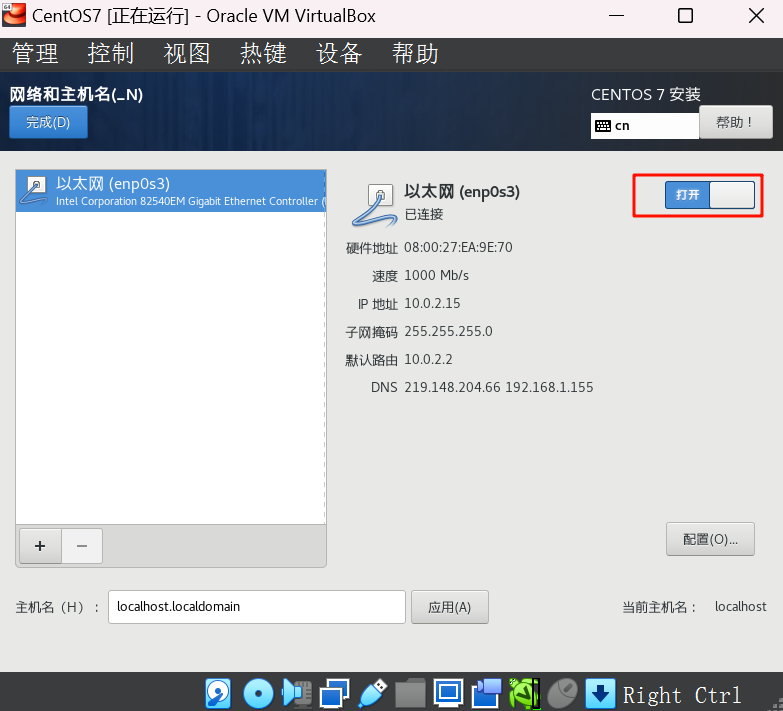 64
CentOS7 [正在运行] - Oracle VM VirtualBox
管理 控制 视图 热键 设备 帮助
网络和主机名(_N)
CENTOS 7 安装
完成(D)
cn
帮助！
以太网 (enp0s3)
Intel Corporation 82540EM Gigabit Ethernet Controller (
以太网 (enp0s3)
已连接
打开
硬件地址 08:00:27:EA:9E:70
速度 1000 Mb/s
IP 地址 10.0.2.15
子网掩码 255.255.255.0
默认路由 10.0.2.2
DNS 219.148.204.66 192.168.1.155
+ −
配置(O)...
主机名（H）： localhost.localdomain 应用(A) 当前主机名： localhost
Right Ctrl